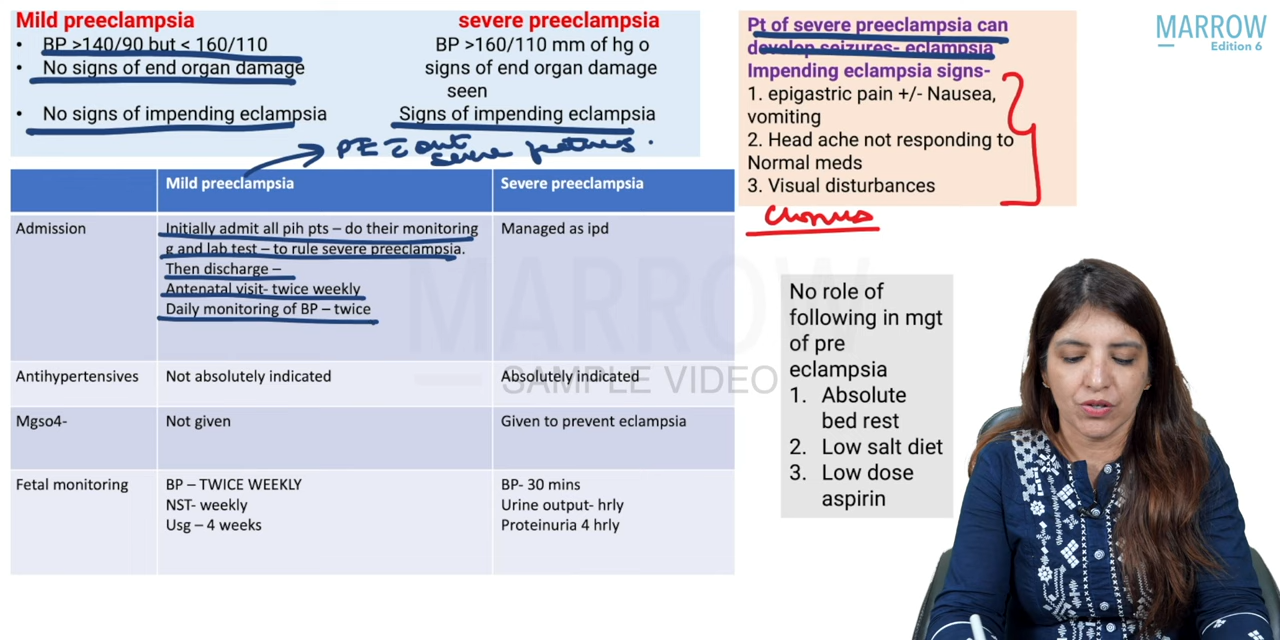 Mild preeclampsia
• BP >140/90 but < 160/110
• No signs of end organ damage
• No signs of impending eclampsia
severe preeclampsia
BP >160/110 mm of hg o
signs of end organ damage
seen
Signs of impending eclampsia
PE c̄ out
severe features.
Pt of severe preeclampsia can
develop seizures- eclampsia
Impending eclampsia signs-
1. epigastric pain +/- Nausea,
vomiting
2. Head ache not responding to
Normal meds
3. Visual disturbances
Clonus
MARROW
Edition 6
Mild preeclampsia
Severe preeclampsia
Admission
Initially admit all pih pts – do their monitoring
g and lab test – to rule severe preeclampsia.
Then discharge –
Antenatal visit- twice weekly
Daily monitoring of BP – twice
Managed as ipd
Antihypertensives
Not absolutely indicated
Absolutely indicated
Mgso4-
Not given
Given to prevent eclampsia
Fetal monitoring
BP – TWICE WEEKLY
NST- weekly
Usg – 4 weeks
BP- 30 mins
Urine output- hrly
Proteinuria 4 hrly
MARROW
SAMPLE VIDEO
No role of
following in mgt
of pre
eclampsia
1. Absolute
bed rest
2. Low salt diet
3. Low dose
aspirin